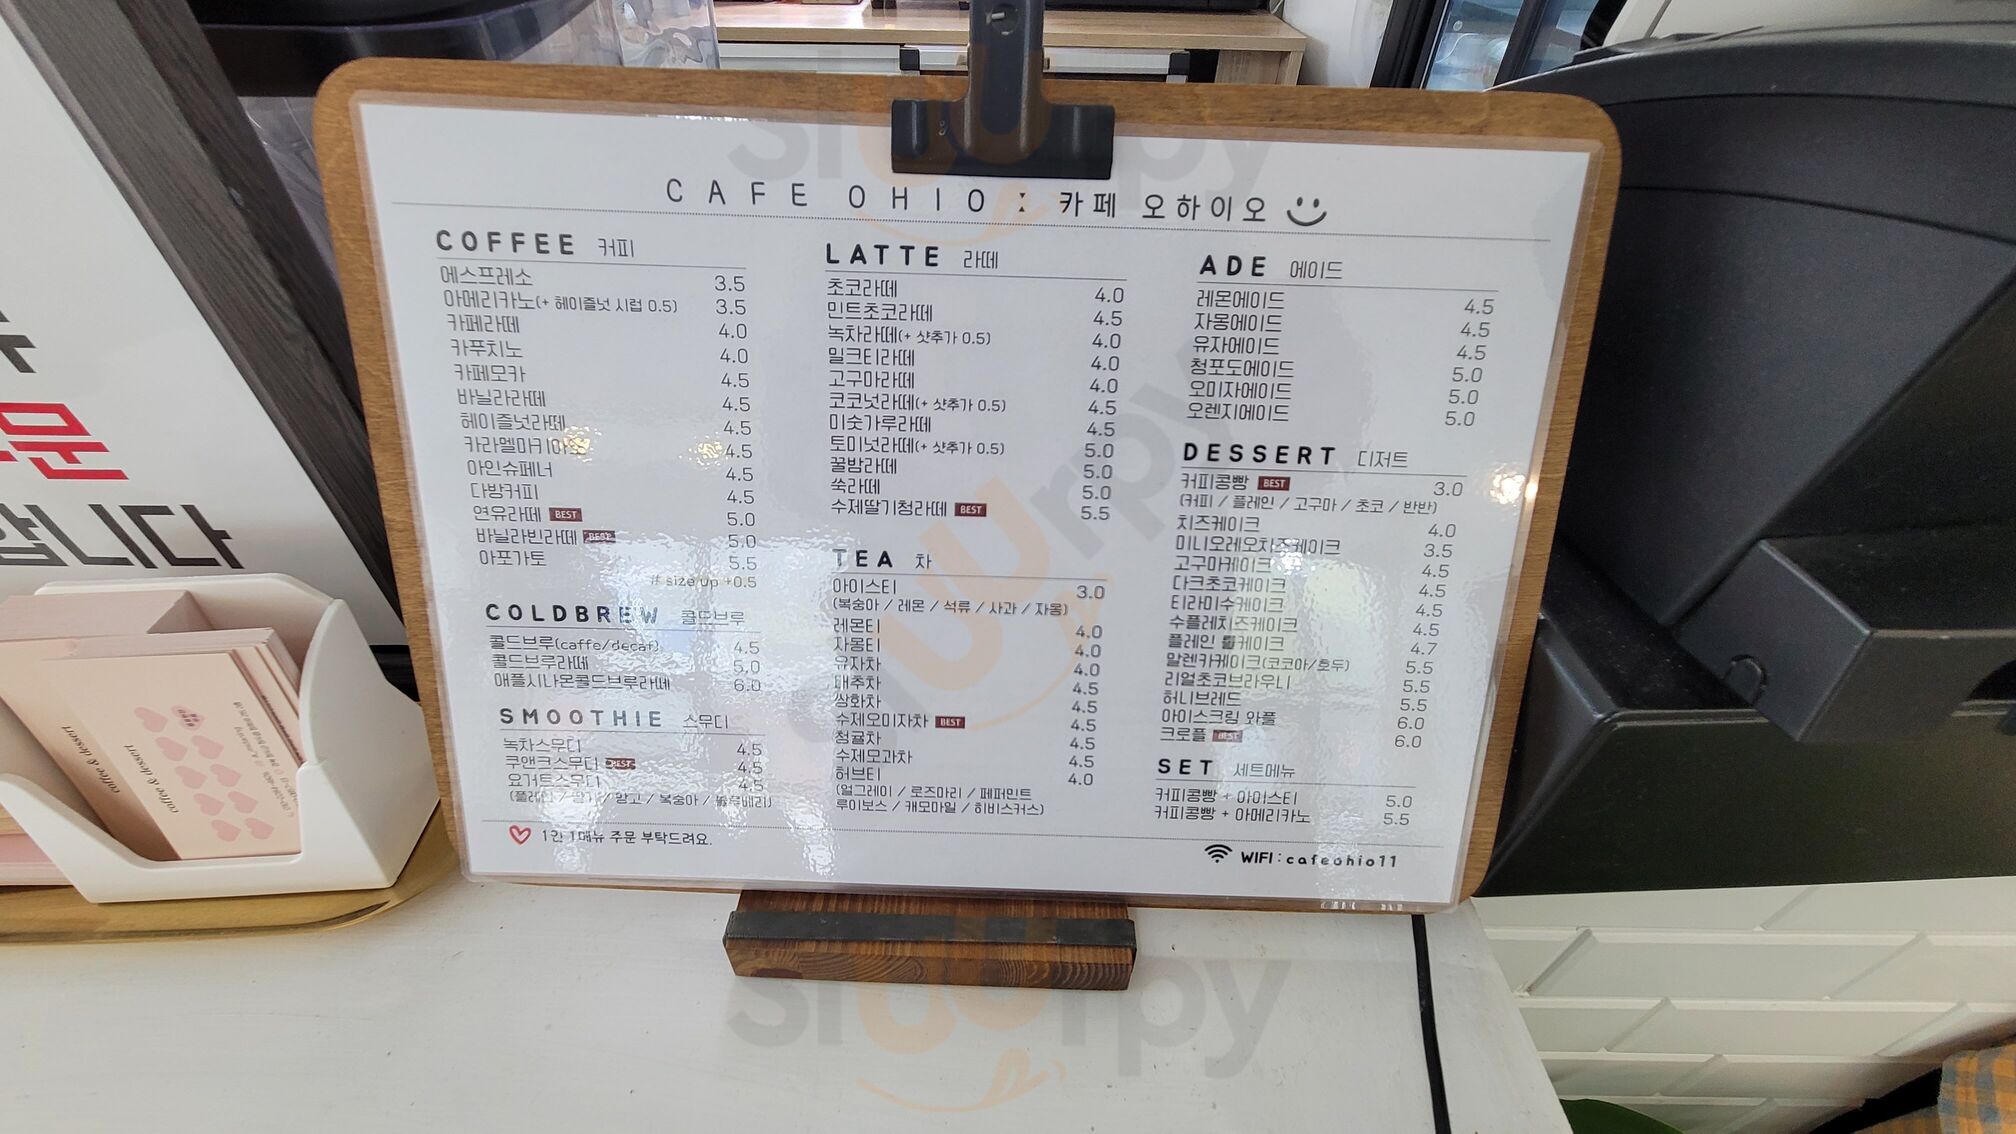 CAFE OHIO : 카페 오하이오
COFFEE 커피
에스프레소 3.5
아메리카노(+ 헤이즐넛 시럽 0.5) 3.5
카페라떼 4.0
카푸치노 4.0
카페모카 4.5
바닐라라떼 4.5
헤이즐넛라떼 4.5
카라멜마키아또 4.5
아인슈페너 4.5
다방커피 4.5
연유라떼 BEST 5.0
바닐라빈라떼 BEST 5.0
아포가토 5.5
# size up +0.5
COLDBREW 콜드브루
콜드브루(caffe/decaf) 4.5
콜드브루라떼 5.0
애플시나몬콜드브루라떼 6.0
SMOOTHIE 스무디
녹차스무디 4.5
쿠앤크스무디 BEST 4.5
요거트스무디 4.5
(플레인 / 딸기 / 망고 / 복숭아 / 블루베리)
1인 1메뉴 주문 부탁드려요.
LATTE 라떼
초코라떼 4.0
민트초코라떼 4.5
녹차라떼(+ 샷추가 0.5) 4.0
밀크티라떼 4.0
고구마라떼 4.0
코코넛라떼(+ 샷추가 0.5) 4.5
미숫가루라떼 4.5
토미넛라떼(+ 샷추가 0.5) 5.0
꿀밤라떼 5.0
쑥라떼 5.0
수제딸기청라떼 BEST 5.5
TEA 차
아이스티 3.0
(복숭아 / 레몬 / 석류 / 사과 / 자몽)
레몬티 4.0
자몽티 4.0
유자차 4.0
대추차 4.5
쌍화차 4.5
수제오미자차 BEST 4.5
청귤차 4.5
수제모과차 4.5
허브티 4.0
(얼그레이 / 로즈마리 / 페퍼민트
루이보스 / 캐모마일 / 히비스커스)
ADE 에이드
레몬에이드 4.5
자몽에이드 4.5
유자에이드 4.5
청포도에이드 5.0
오미자에이드 5.0
오렌지에이드 5.0
DESSERT 디저트
커피콩빵 BEST 3.0
(커피 / 플레인 / 고구마 / 초코 / 반반)
치즈케이크 4.0
미니오레오치즈케이크 3.5
고구마케이크 4.5
다크초코케이크 4.5
티라미수케이크 4.5
수플레치즈케이크 4.5
플레인 롤케이크 4.7
말렌카케이크(코코아/호두) 5.5
리얼초코브라우니 5.5
허니브레드 5.5
아이스크림 와플 6.0
크로플 BEST 6.0
SET 세트메뉴
커피콩빵 + 아이스티 5.0
커피콩빵 + 아메리카노 5.5
WIFI : cafeohio11
문
합니다
coffee & dessert
coffee & dessert
siuurpy
siuurpy
siuurpy